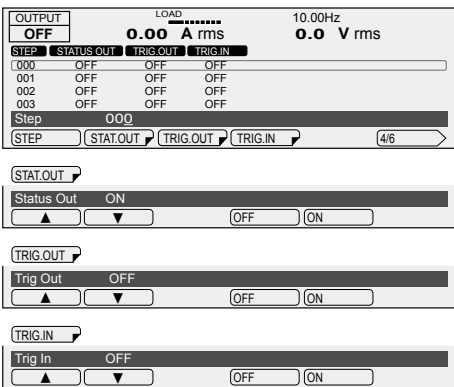 OUTPUT LOAD 10.00Hz
OFF 0.00 A rms 0.0 V rms
STEP STATUS OUT TRIG.OUT TRIG.IN
000 OFF OFF OFF
001 OFF OFF OFF
002 OFF OFF OFF
003 OFF OFF OFF
Step 000
STEP STAT.OUT TRIG.OUT TRIG.IN 4/6
STAT.OUT
Status Out ON
▲ ▼ OFF ON
TRIG.OUT
Trig Out OFF
▲ ▼ OFF ON
TRIG.IN
Trig In OFF
▲ ▼ OFF ON